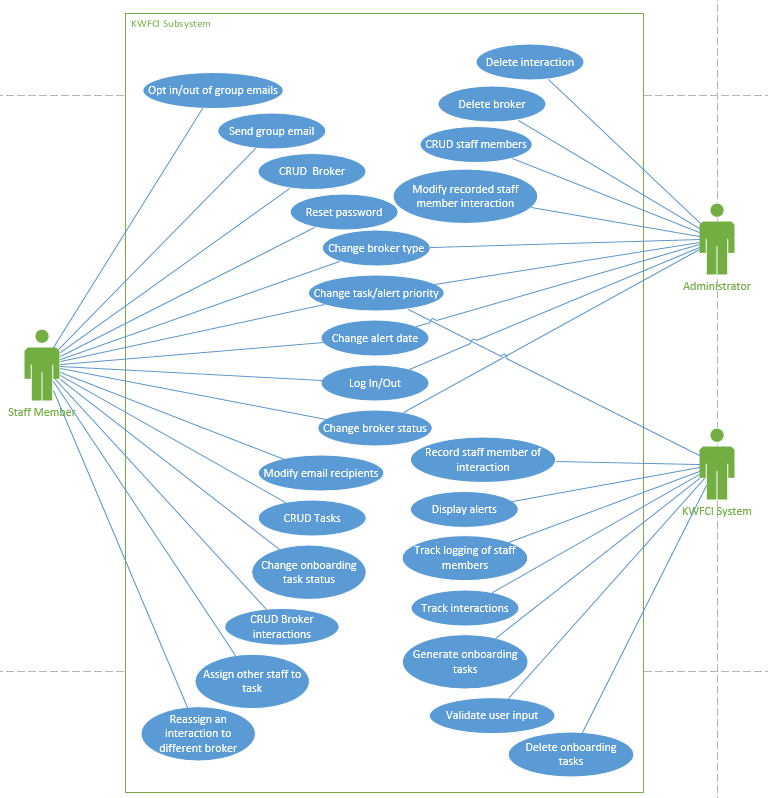 KWFCI Subsystem
Delete interaction
Opt in/out of group emails
Delete broker
Send group email
CRUD staff members
CRUD Broker
Modify recorded staff
member interaction
Reset password
Change broker type
Administrator
Change task/alert priority
Change alert date
Log In/Out
Staff Member
Change broker status
Record staff member of
interaction
Modify email recipients
Display alerts
KWFCI System
CRUD Tasks
Track logging of staff
members
Change onboarding
task status
Track interactions
CRUD Broker
interactions
Generate onboarding
tasks
Assign other staff to
task
Validate user input
Reassign an
interaction to
different broker
Delete onboarding
tasks